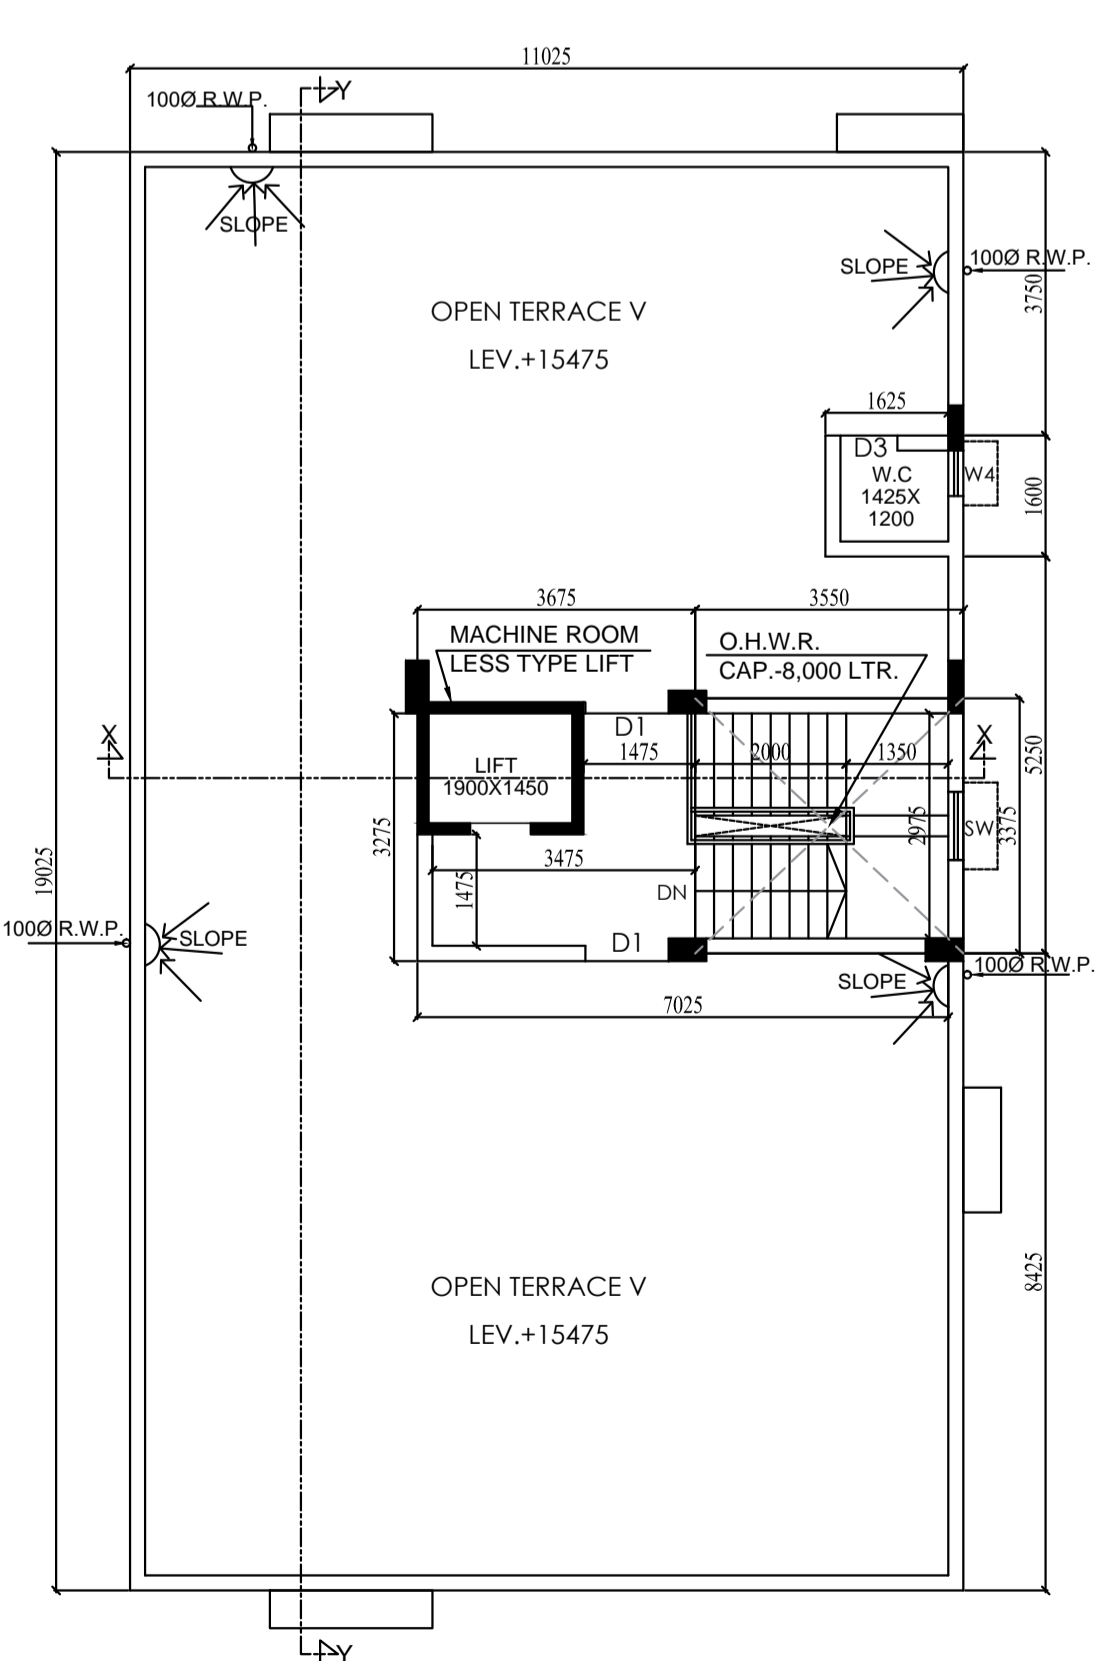 11025
Y
100Ø R.W.P.
SLOPE
SLOPE
100Ø R.W.P.
3750
OPEN TERRACE V
LEV.+15475
1625
D3
W.C
1425X
1200
W4
1600
3675
3550
MACHINE ROOM
LESS TYPE LIFT
O.H.W.R.
CAP.-8,000 LTR.
D1
X
X
1475
2000
1350
5250
LIFT
1900X1450
3275
2975
SW
3375
3475
1475
DN
19025
100Ø R.W.P.
SLOPE
D1
SLOPE
100Ø R.W.P.
7025
8425
OPEN TERRACE V
LEV.+15475
Y